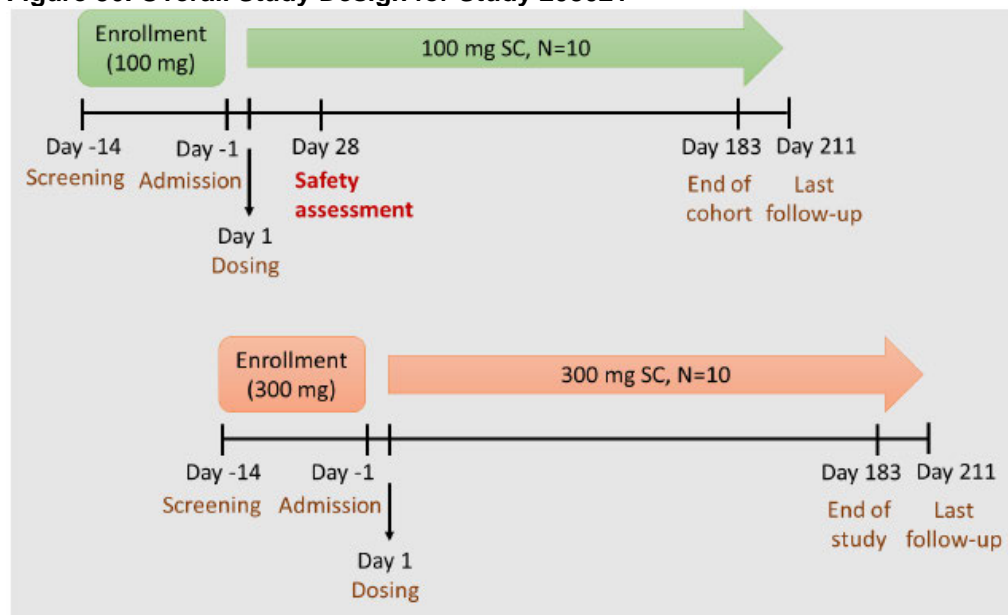 Enrollment
(100 mg)
100 mg SC, N=10
Day -14
Day -1
Day 28
Day 183
Day 211
Screening
Admission
Safety
assessment
End of
cohort
Last
follow-up
Day 1
Dosing
Enrollment
(300 mg)
300 mg SC, N=10
Day -14
Day -1
Day 183
Day 211
Screening
Admission
End of
study
Last
follow-up
Day 1
Dosing